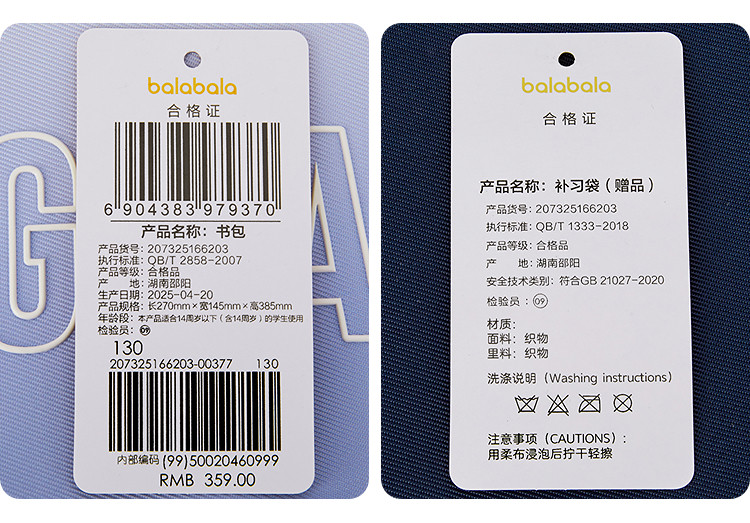 balabala
合格证
6 904383 979370
产品名称：书包
产品货号：207325166203
执行标准：QB/T 2858-2007
产品等级：合格品
产 地：湖南邵阳
生产日期：2025-04-20
产品规格：长270mm×宽145mm×高385mm
年龄段：本产品适合14周岁以下（含14周岁）的学生使用
检验员：09
130
207325166203-00377 130
内部编码 (99)50020460999
RMB 359.00
G A
balabala
合格证
产品名称：补习袋（赠品）
产品货号：207325166203
执行标准：QB/T 1333-2018
产品等级：合格品
产 地：湖南邵阳
安全技术类别：符合GB 21027-2020
检验员：09
材质：
面料：织物
里料：织物
洗涤说明（Washing instructions）
注意事项（CAUTIONS）：
用柔布浸泡后拧干轻擦